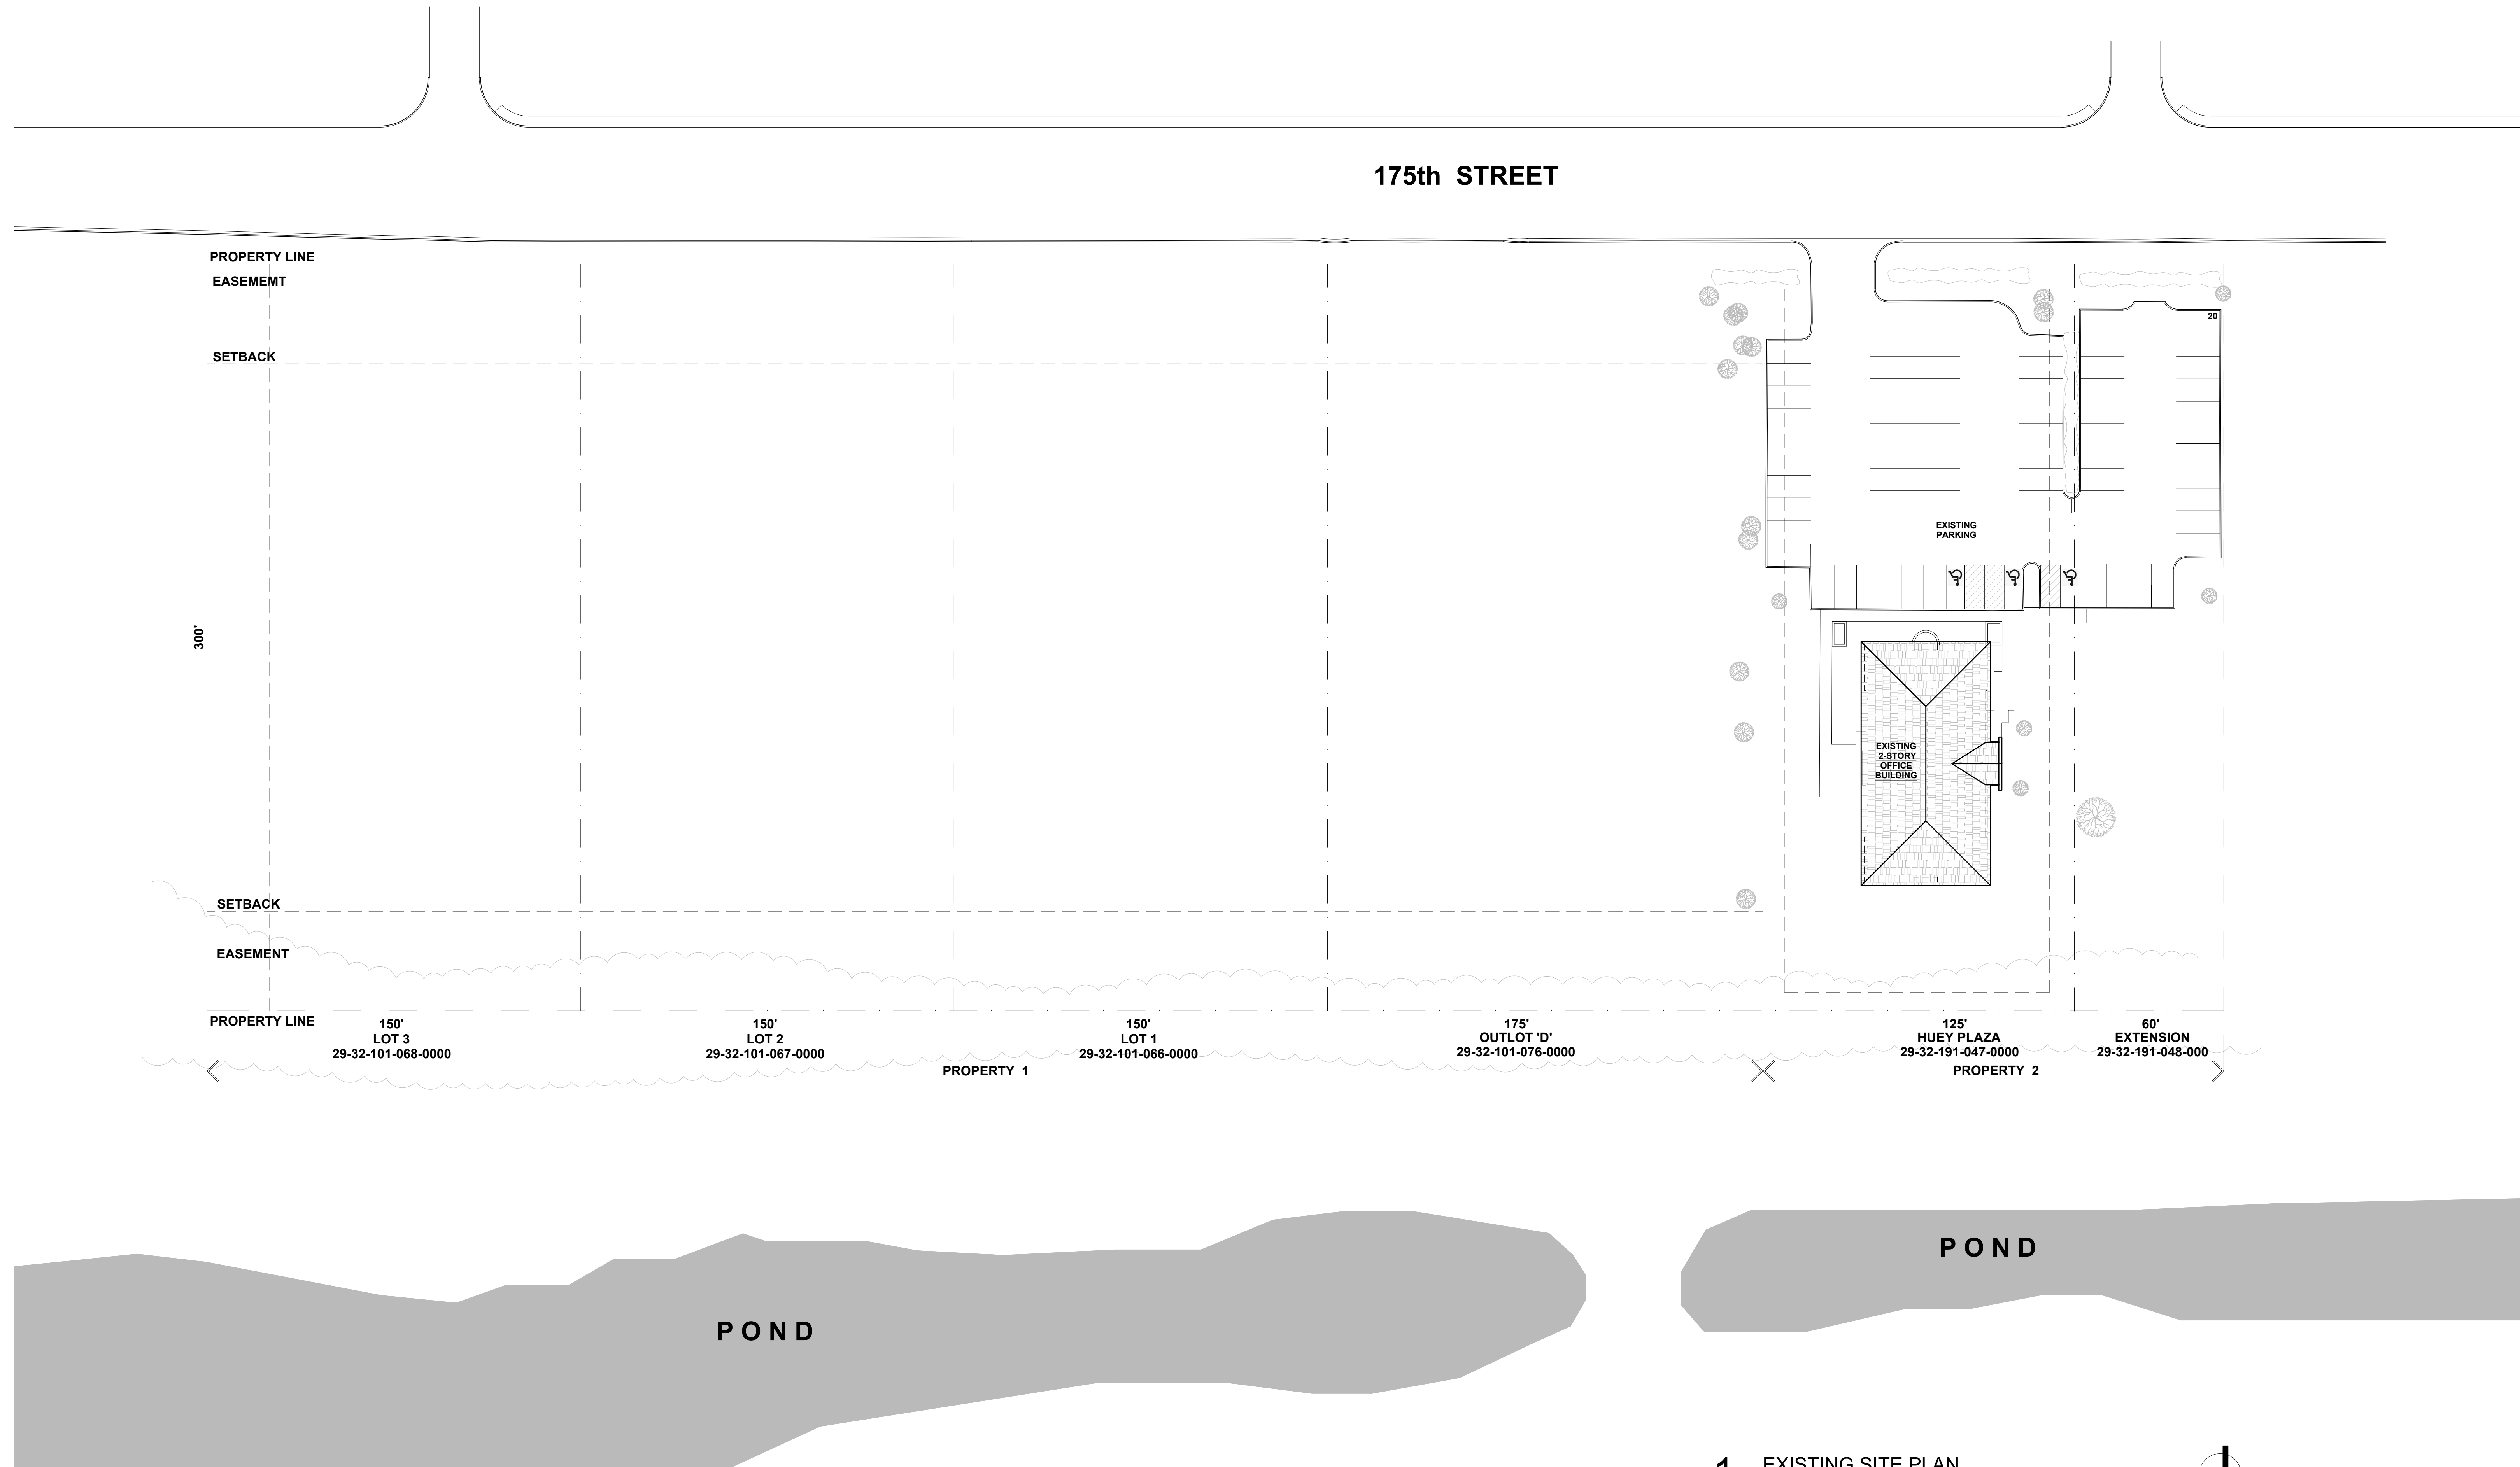 175th STREET
PROPERTY LINE
EASEMEMT
20
SETBACK
EXISTING
PARKING
300'
EXISTING
2-STORY
OFFICE
BUILDING
SETBACK
EASEMENT
PROPERTY LINE
150'
LOT 3
29-32-101-068-0000
150'
LOT 2
29-32-101-067-0000
150'
LOT 1
29-32-101-066-0000
175'
OUTLOT 'D'
29-32-101-076-0000
125'
HUEY PLAZA
29-32-191-047-0000
60'
EXTENSION
29-32-191-048-000
PROPERTY 1
PROPERTY 2
POND
POND
1 EXISTING SITE PLAN